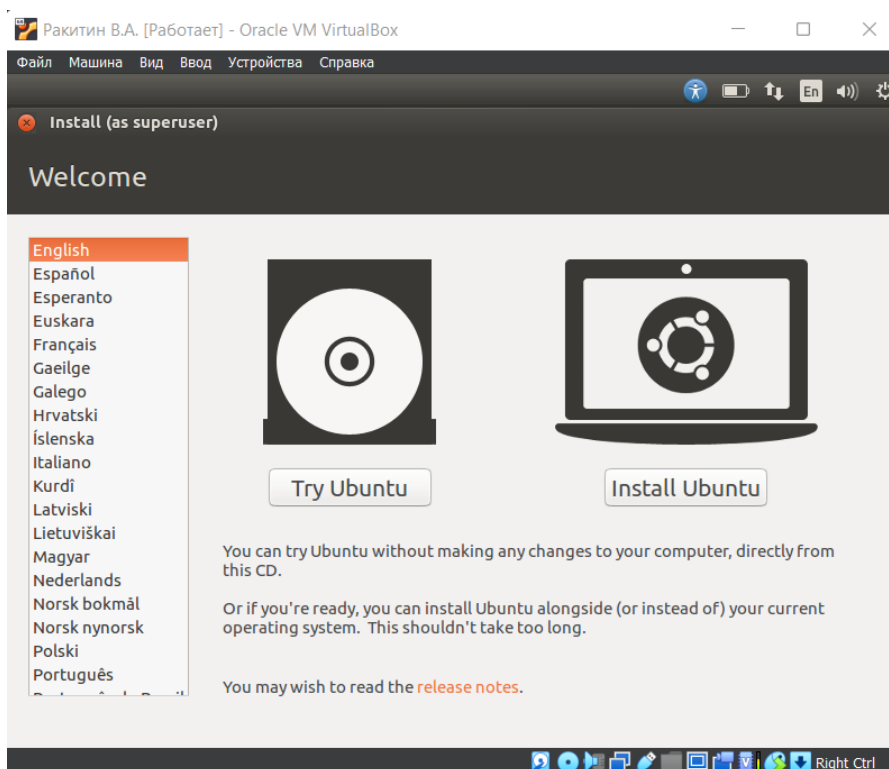 Ракитин В.А. [Работает] - Oracle VM VirtualBox
Файл Машина Вид Ввод Устройства Справка
En
Install (as superuser)
Welcome
English
Español
Esperanto
Euskara
Français
Gaeilge
Galego
Hrvatski
Íslenska
Italiano
Kurdî
Latviski
Lietuviškai
Magyar
Nederlands
Norsk bokmål
Norsk nynorsk
Polski
Português
Try Ubuntu
Install Ubuntu
You can try Ubuntu without making any changes to your computer, directly from
this CD.
Or if you're ready, you can install Ubuntu alongside (or instead of) your current
operating system. This shouldn't take too long.
You may wish to read the release notes.
Right Ctrl